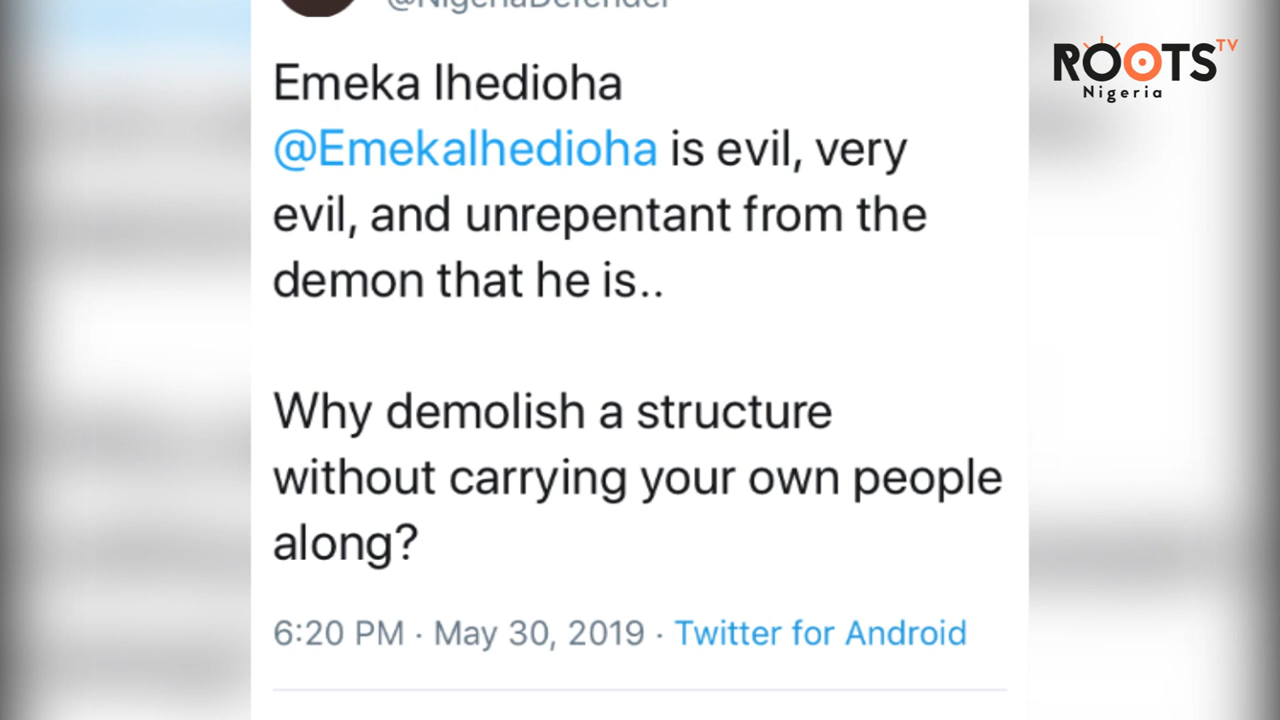 @NigeriaDefender
ROOTS TV
Nigeria
Emeka Ihedioha
@EmekaIhedioha is evil, very
evil, and unrepentant from the
demon that he is..
Why demolish a structure
without carrying your own people
along?
6:20 PM · May 30, 2019 · Twitter for Android